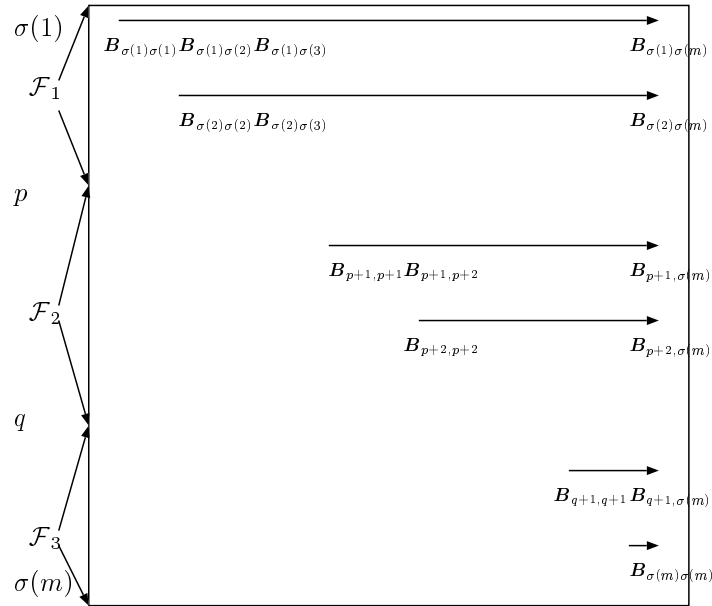 σ(1)
B_{σ(1)σ(1)} B_{σ(1)σ(2)} B_{σ(1)σ(3)} B_{σ(1)σ(m)}
ℱ_1
B_{σ(2)σ(2)} B_{σ(2)σ(3)} B_{σ(2)σ(m)}
p
B_{p+1,p+1} B_{p+1,p+2} B_{p+1,σ(m)}
ℱ_2
B_{p+2,p+2} B_{p+2,σ(m)}
q
B_{q+1,q+1} B_{q+1,σ(m)}
ℱ_3
σ(m) B_{σ(m)σ(m)}